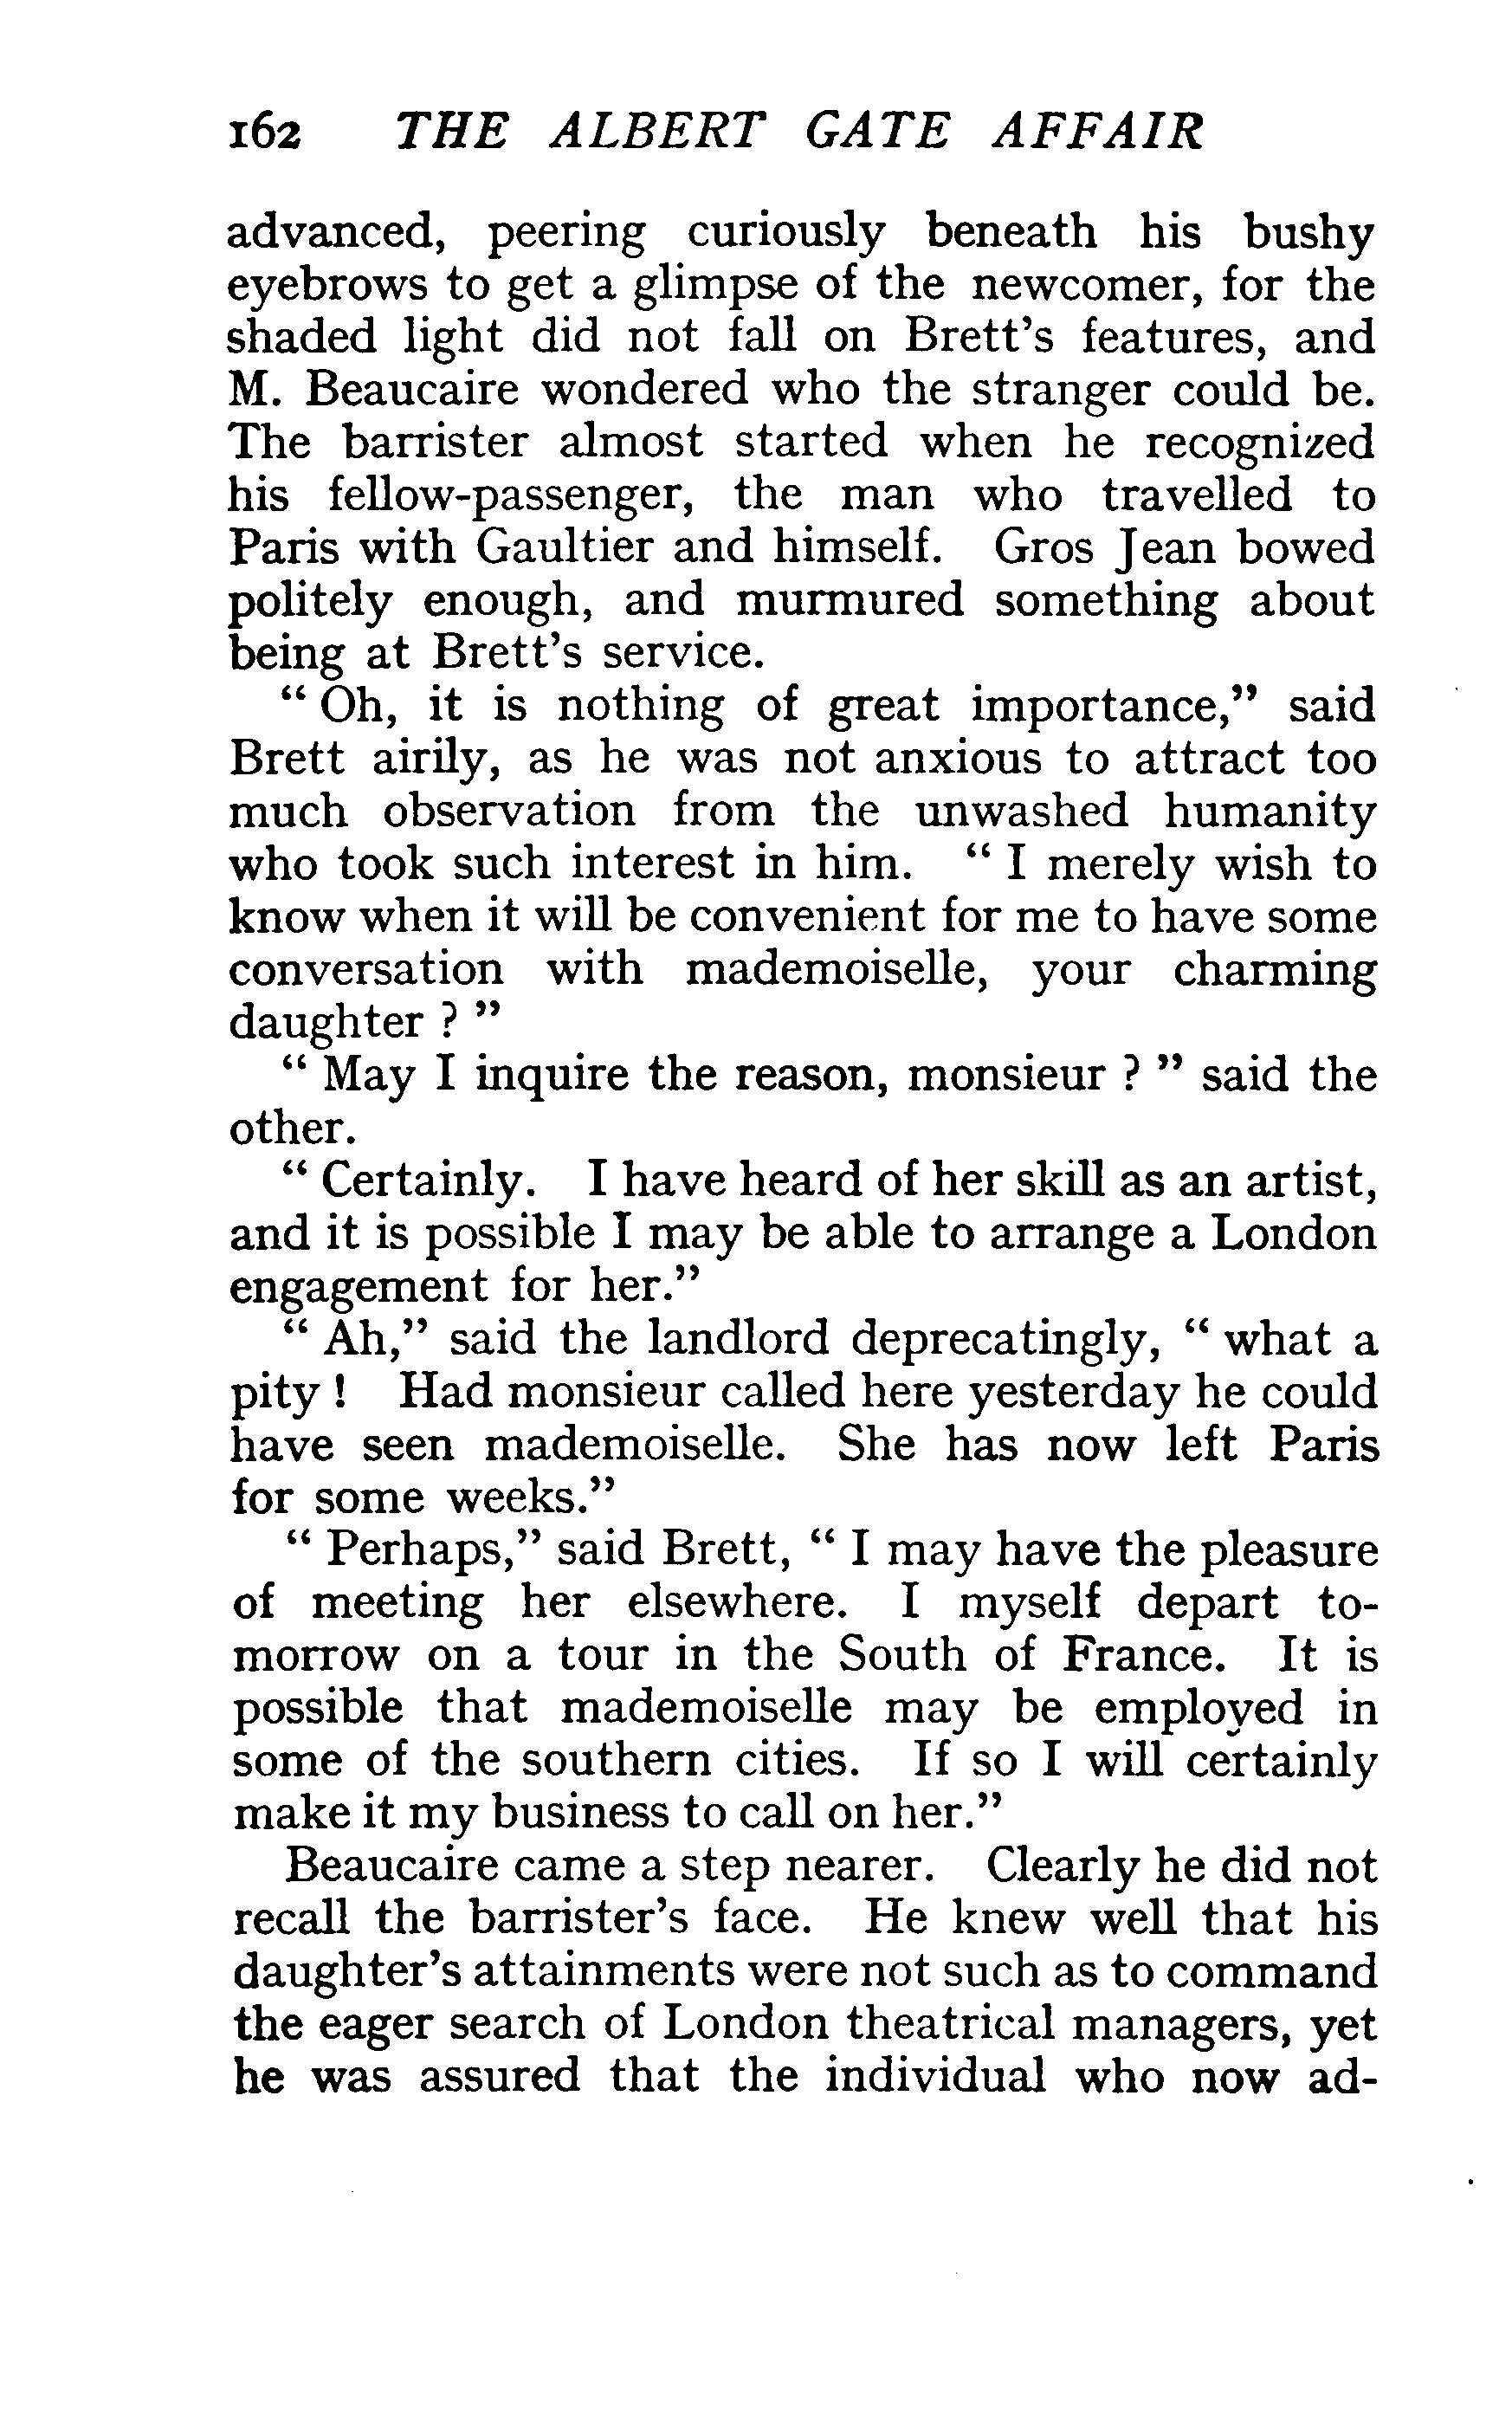 162 THE ALBERT GATE AFFAIR
advanced, peering curiously beneath his bushy
eyebrows to get a glimpse of the newcomer, for the
shaded light did not fall on Brett's features, and
M. Beaucaire wondered who the stranger could be.
The barrister almost started when he recognized
his fellow-passenger, the man who travelled to
Paris with Gaultier and himself. Gros Jean bowed
politely enough, and murmured something about
being at Brett's service.
" Oh, it is nothing of great importance," said
Brett airily, as he was not anxious to attract too
much observation from the unwashed humanity
who took such interest in him. " I merely wish to
know when it will be convenient for me to have some
conversation with mademoiselle, your charming
daughter ? "
" May I inquire the reason, monsieur ? " said the
other.
" Certainly. I have heard of her skill as an artist,
and it is possible I may be able to arrange a London
engagement for her."
" Ah," said the landlord deprecatingly, " what a
pity ! Had monsieur called here yesterday he could
have seen mademoiselle. She has now left Paris
for some weeks."
" Perhaps," said Brett, " I may have the pleasure
of meeting her elsewhere. I myself depart to-
morrow on a tour in the South of France. It is
possible that mademoiselle may be employed in
some of the southern cities. If so I will certainly
make it my business to call on her."
Beaucaire came a step nearer. Clearly he did not
recall the barrister's face. He knew well that his
daughter's attainments were not such as to command
the eager search of London theatrical managers, yet
he was assured that the individual who now ad-